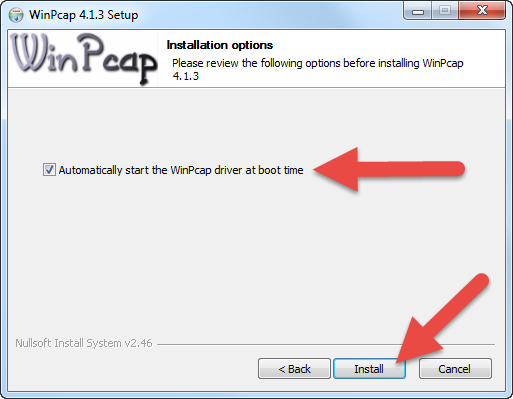 WinPcap 4.1.3 Setup
WinPcap
Installation options
Please review the following options before installing WinPcap
4.1.3
Automatically start the WinPcap driver at boot time
Nullsoft Install System v2.46
< Back
Install
Cancel